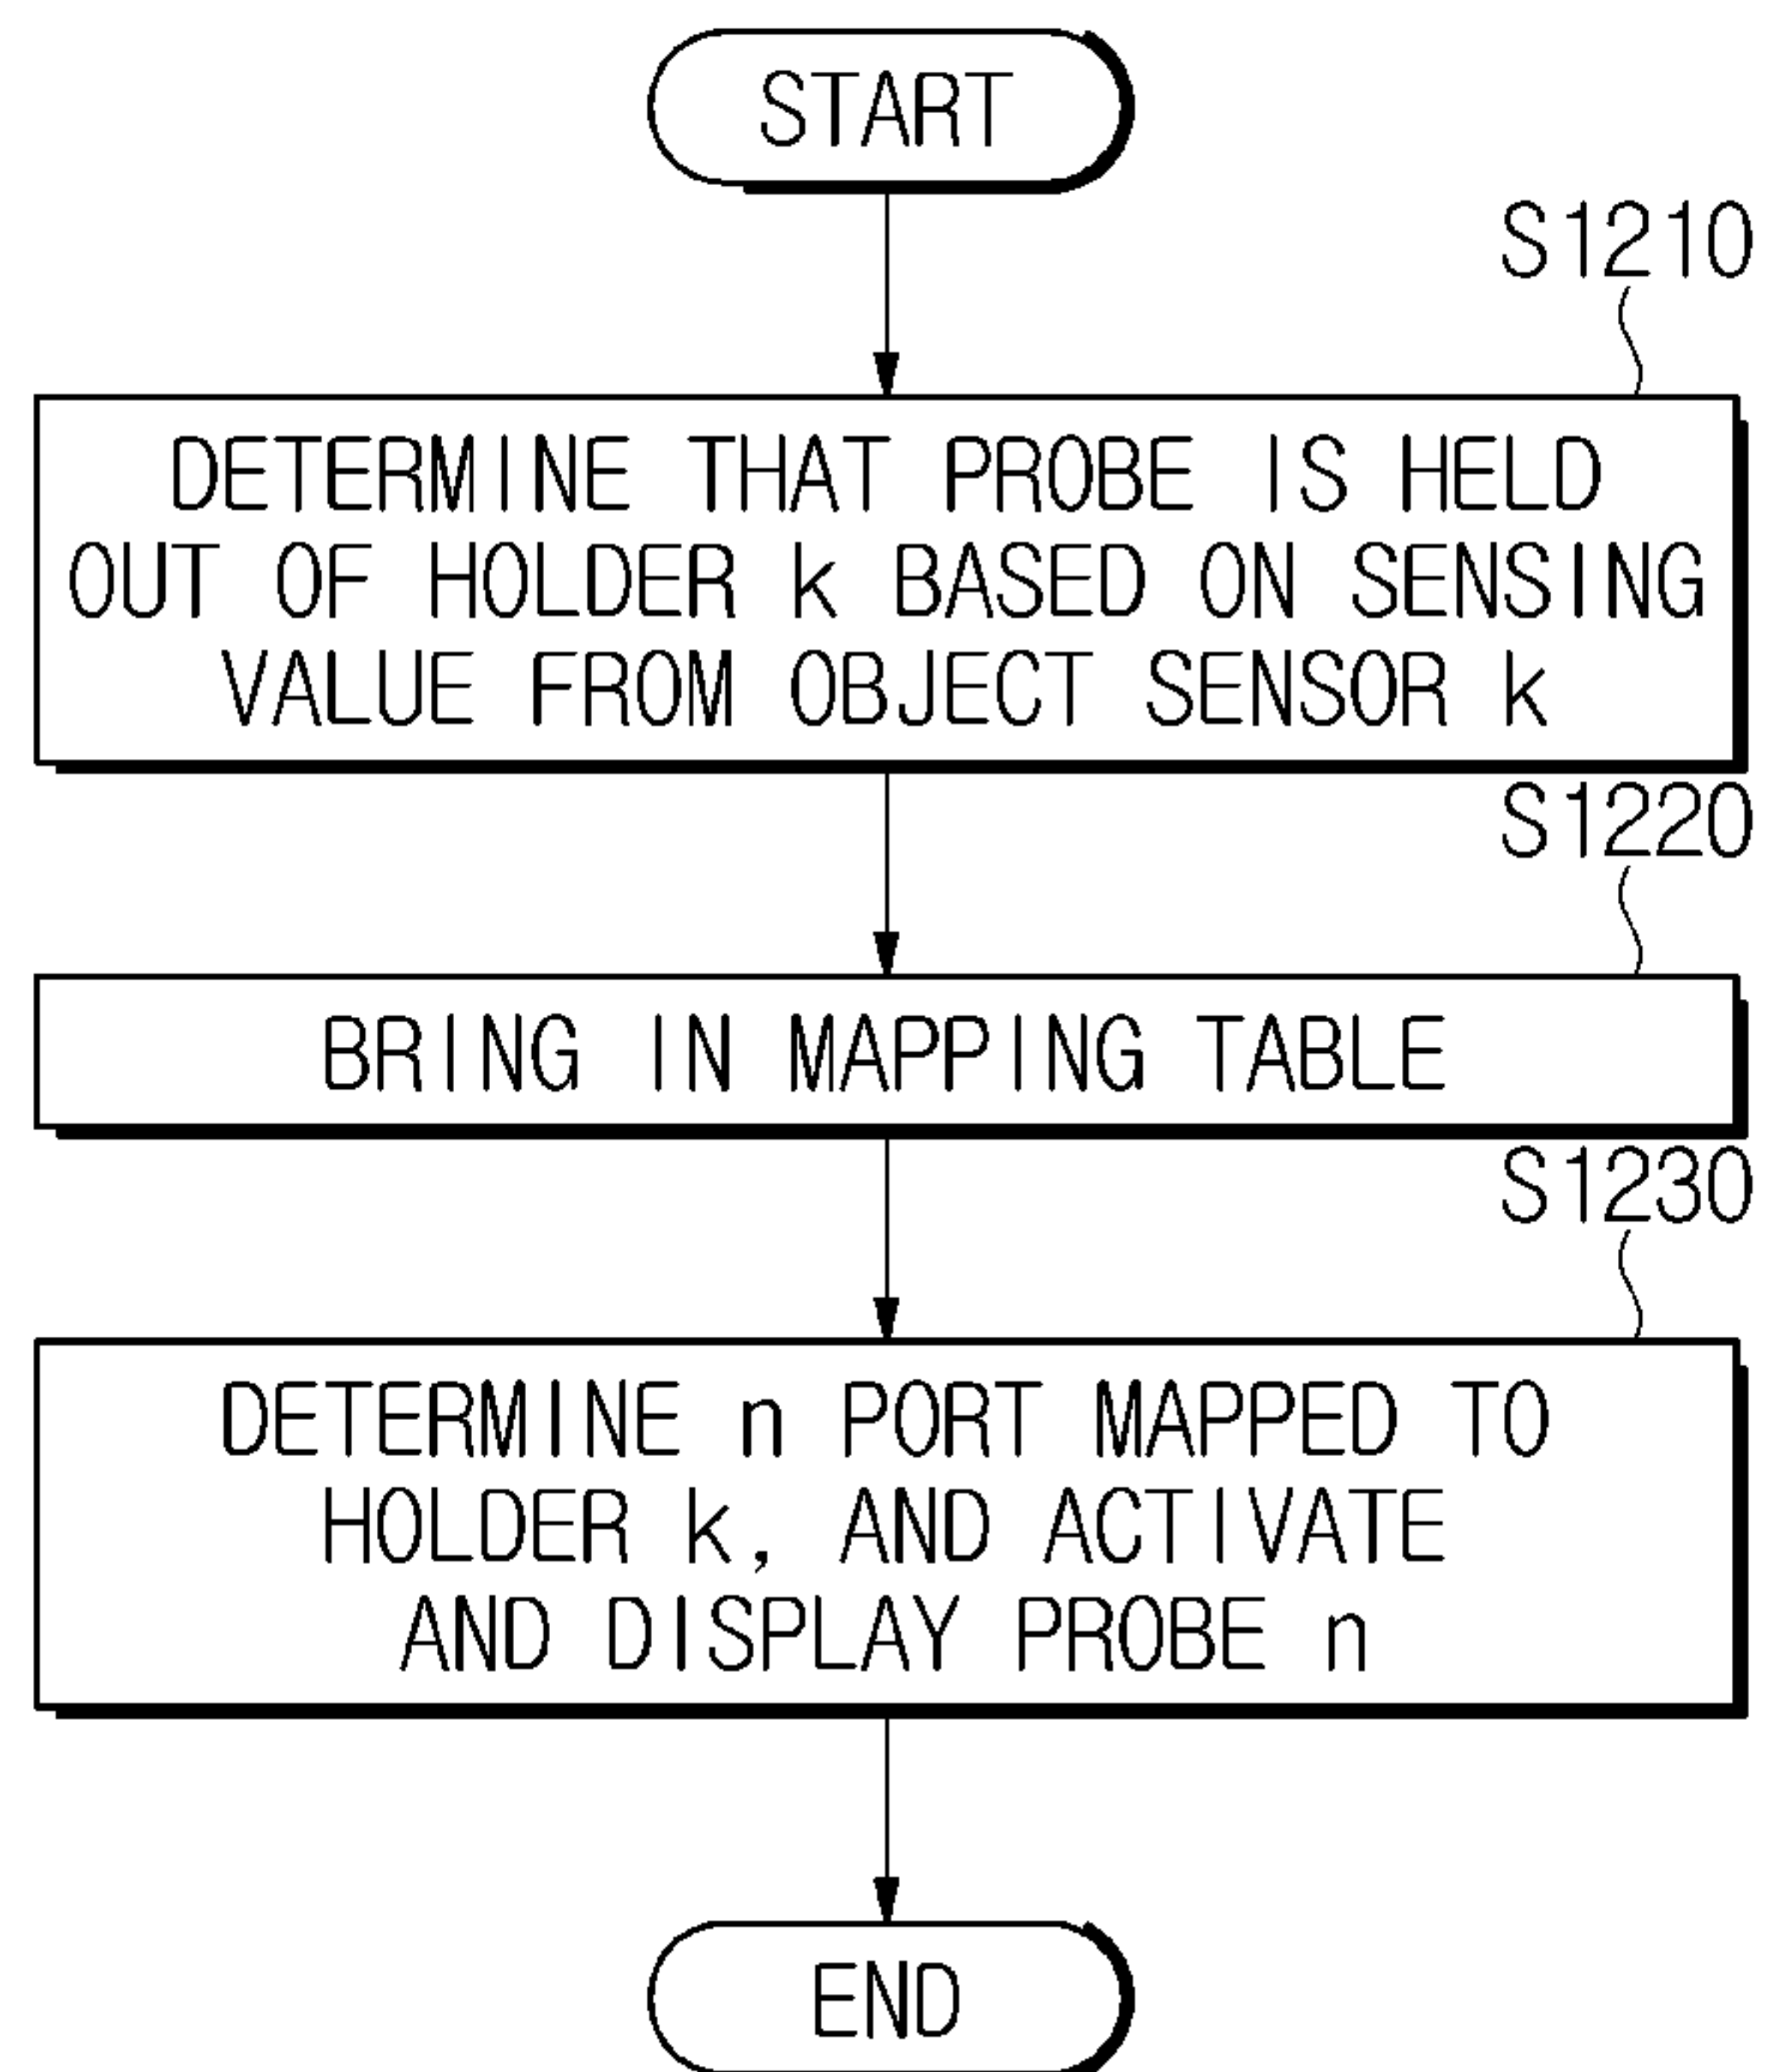 START
S1210
DETERMINE THAT PROBE IS HELD
OUT OF HOLDER k BASED ON SENSING
VALUE FROM OBJECT SENSOR k
S1220
BRING IN MAPPING TABLE
S1230
DETERMINE n PORT MAPPED TO
HOLDER k, AND ACTIVATE
AND DISPLAY PROBE n
END